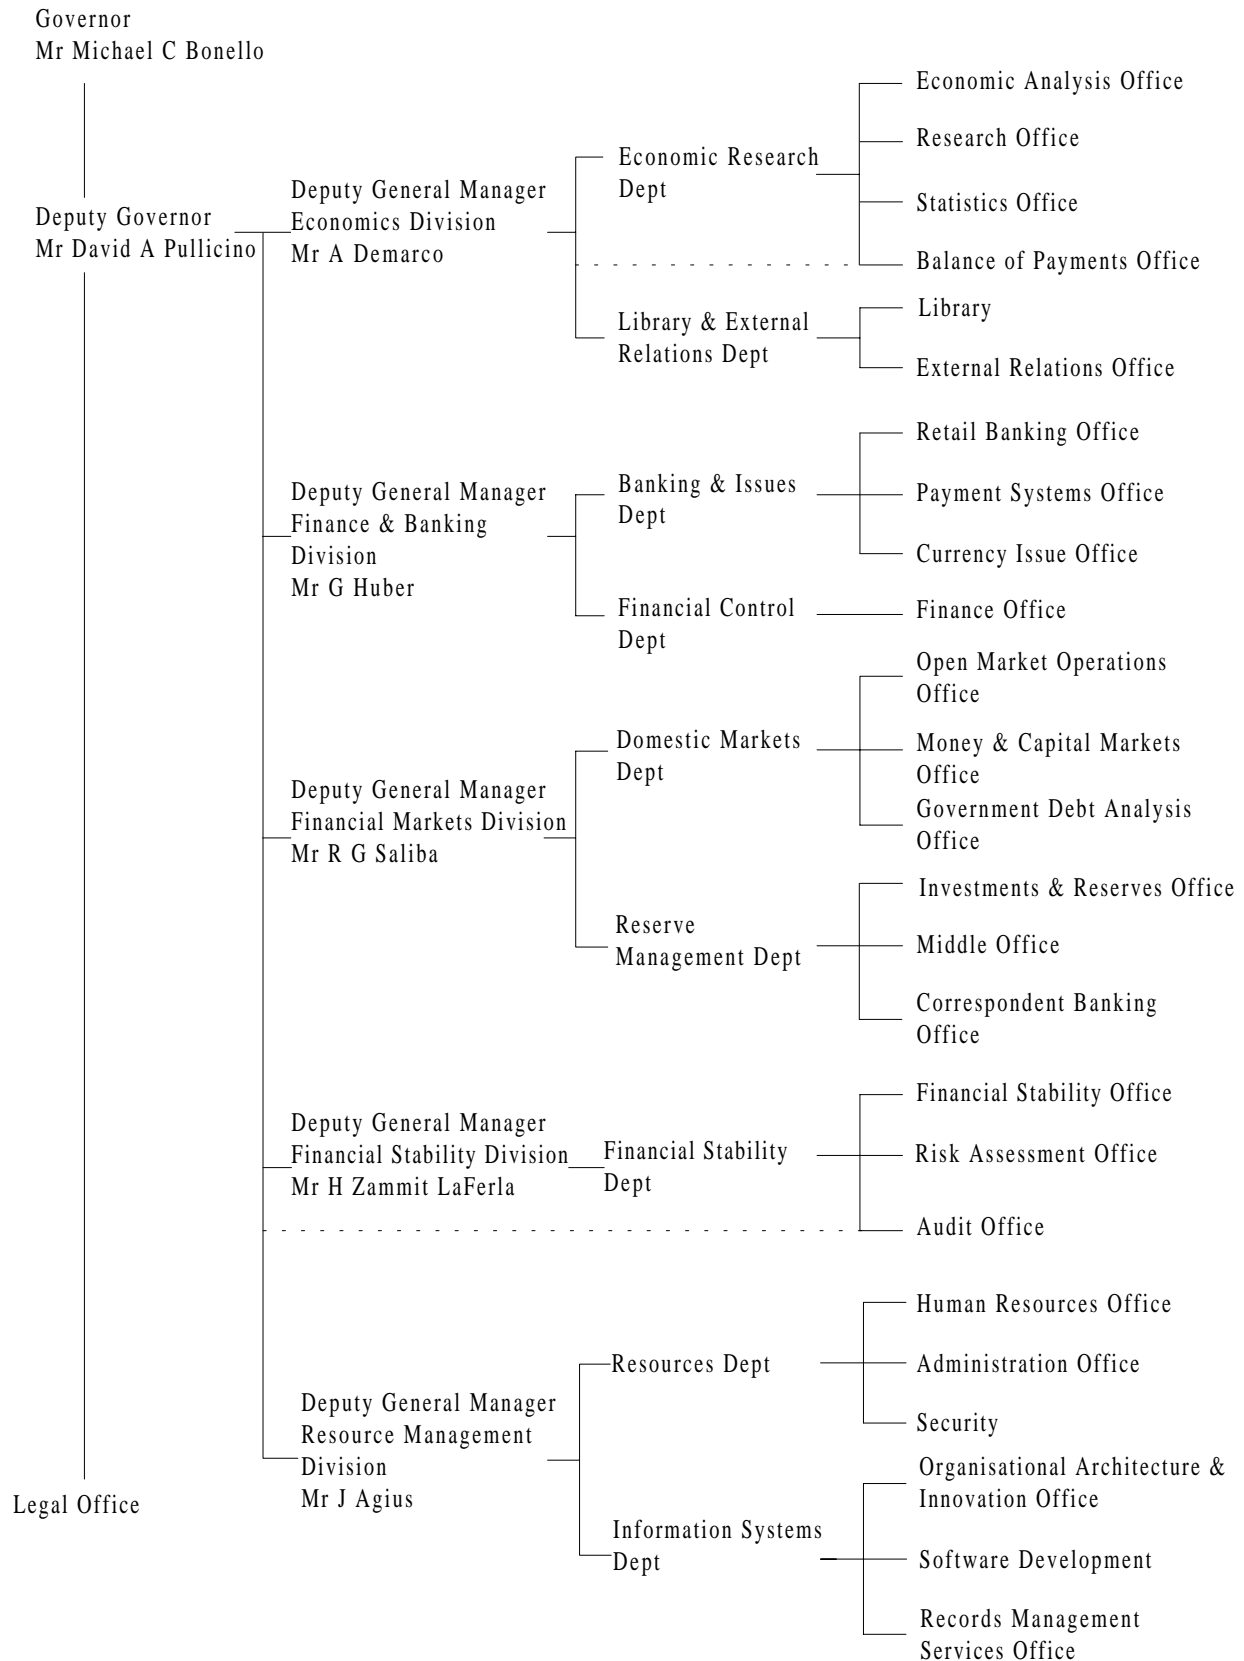 Governor
Mr Michael C Bonello
Deputy Governor
Mr David A Pullicino
Legal Office
Deputy General Manager
Economics Division
Mr A Demarco
Economic Research
Dept
Economic Analysis Office
Research Office
Statistics Office
Balance of Payments Office
Library & External
Relations Dept
Library
External Relations Office
Deputy General Manager
Finance & Banking
Division
Mr G Huber
Banking & Issues
Dept
Retail Banking Office
Payment Systems Office
Currency Issue Office
Financial Control
Dept
Finance Office
Deputy General Manager
Financial Markets Division
Mr R G Saliba
Domestic Markets
Dept
Open Market Operations
Office
Money & Capital Markets
Office
Government Debt Analysis
Office
Reserve
Management Dept
Investments & Reserves Office
Middle Office
Correspondent Banking
Office
Deputy General Manager
Financial Stability Division
Mr H Zammit LaFerla
Financial Stability
Dept
Financial Stability Office
Risk Assessment Office
Audit Office
Deputy General Manager
Resource Management
Division
Mr J Agius
Resources Dept
Human Resources Office
Administration Office
Security
Information Systems
Dept
Organisational Architecture &
Innovation Office
Software Development
Records Management
Services Office